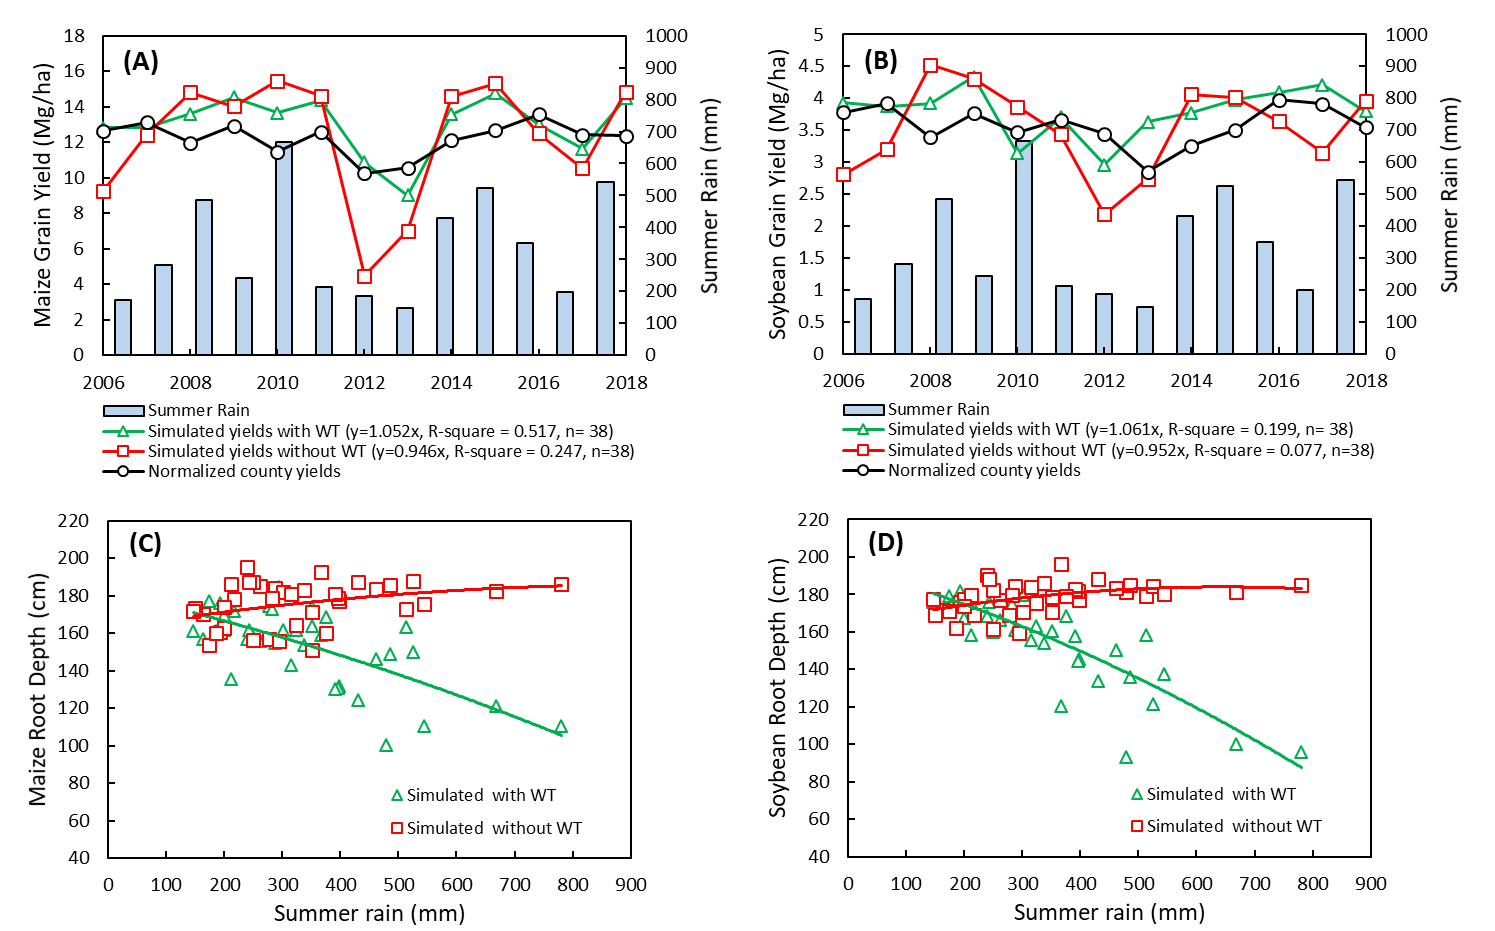 (A)
Maize Grain Yield (Mg/ha)
18
16
14
12
10
8
6
4
2
0
1000
900
800
700
600
500
400
300
200
100
0
Summer Rain (mm)
2006 2008 2010 2012 2014 2016 2018
Summer Rain
Simulated yields with WT (y=1.052x, R-square = 0.517, n= 38)
Simulated yields without WT (y=0.946x, R-square = 0.247, n=38)
Normalized county yields
(B)
Soybean Grain Yield (Mg/ha)
5
4.5
4
3.5
3
2.5
2
1.5
1
0.5
0
1000
900
800
700
600
500
400
300
200
100
0
Summer Rain (mm)
2006 2008 2010 2012 2014 2016 2018
Summer Rain
Simulated yields with WT (y=1.061x, R-square = 0.199, n= 38)
Simulated yields without WT (y=0.952x, R-square = 0.077, n=38)
Normalized county yields
(C)
Maize Root Depth (cm)
220
200
180
160
140
120
100
80
60
40
Simulated with WT
Simulated without WT
0 100 200 300 400 500 600 700 800 900
Summer rain (mm)
(D)
Soybean Root Depth (cm)
220
200
180
160
140
120
100
80
60
40
Simulated with WT
Simulated without WT
0 100 200 300 400 500 600 700 800 900
Summer rain (mm)